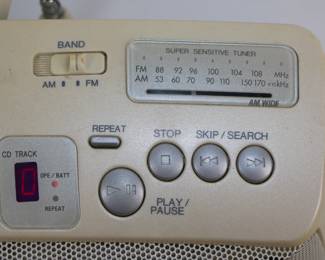 BAND
AM FM
SUPER SENSITIVE TUNER
FM 88 92 96 100 104 108 MHz
AM 53 60 70 90 110 150 170 x10kHz
AM WIDE
REPEAT
STOP
SKIP / SEARCH
CD TRACK
OPE / BATT
REPEAT
PLAY /
PAUSE